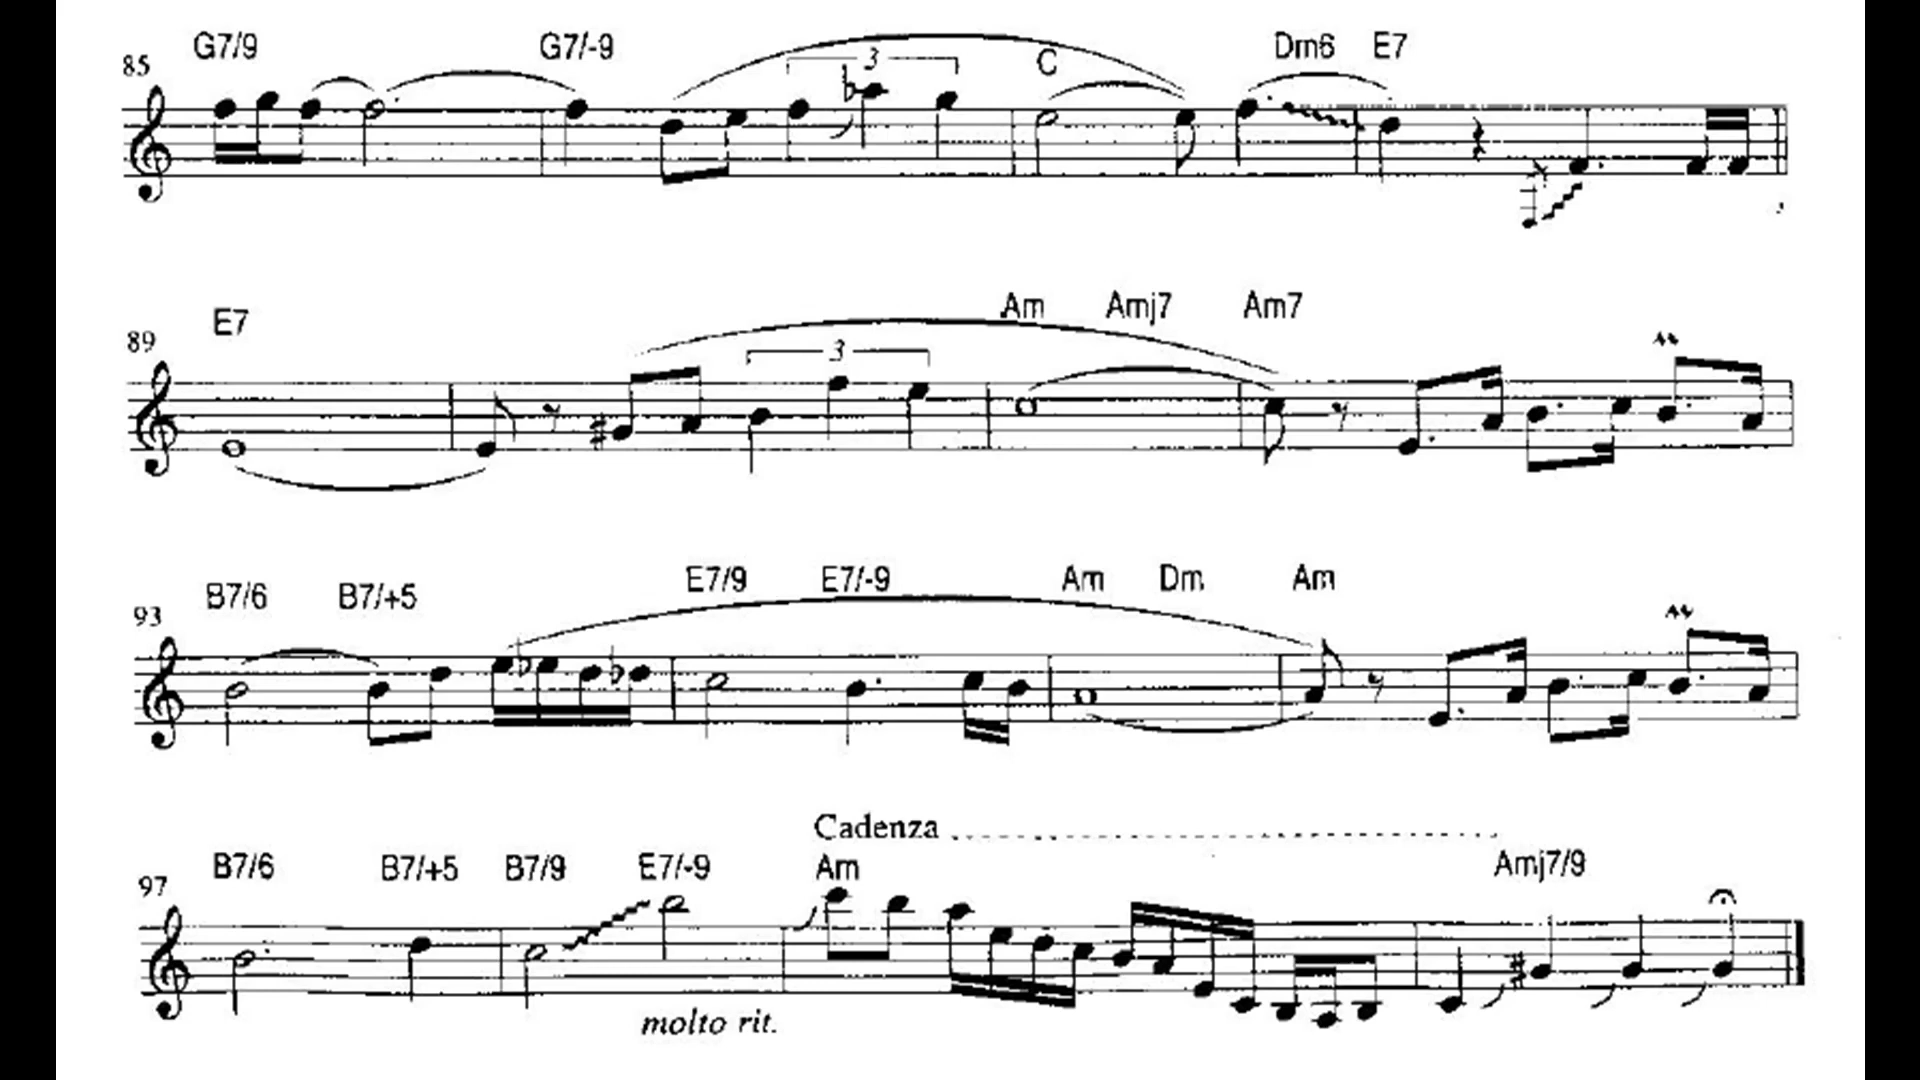 G7/9 G7/-9 C Dm6 E7
85 3
E7 Am Amj7 Am7
89 3
B7/6 B7/+5 E7/9 E7/-9 Am Dm Am
93
Cadenza
B7/6 B7/+5 B7/9 E7/-9 Am Amj7/9
97
molto rit.